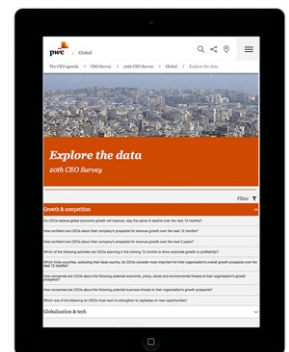 pwc
Global
The CEO agenda
CEO Survey
20th CEO Survey
Global
Explore the data
Explore the data
20th CEO Survey
Filter
Growth & competition
Do CEOs believe global economic growth will improve, stay the same or decline over the next 12 months?
How confident are CEOs about their company's prospects for revenue growth over the next 12 months?
How confident are CEOs about their company's prospects for revenue growth over the next 3 years?
Which of the following activities are CEOs planning in the coming 12 months to drive corporate growth or profitability?
Which three countries, excluding their base country, do CEOs consider most important for their organisation's overall growth prospects over the
next 12 months?
How concerned are CEOs about the following potential economic, policy, social and environmental threats to their organisation's growth
prospects?
How concerned are CEOs about the following potential business threats to their organisation's growth prospects?
Which one of the following do CEOs most want to strengthen to capitalise on new opportunities?
Globalisation & tech